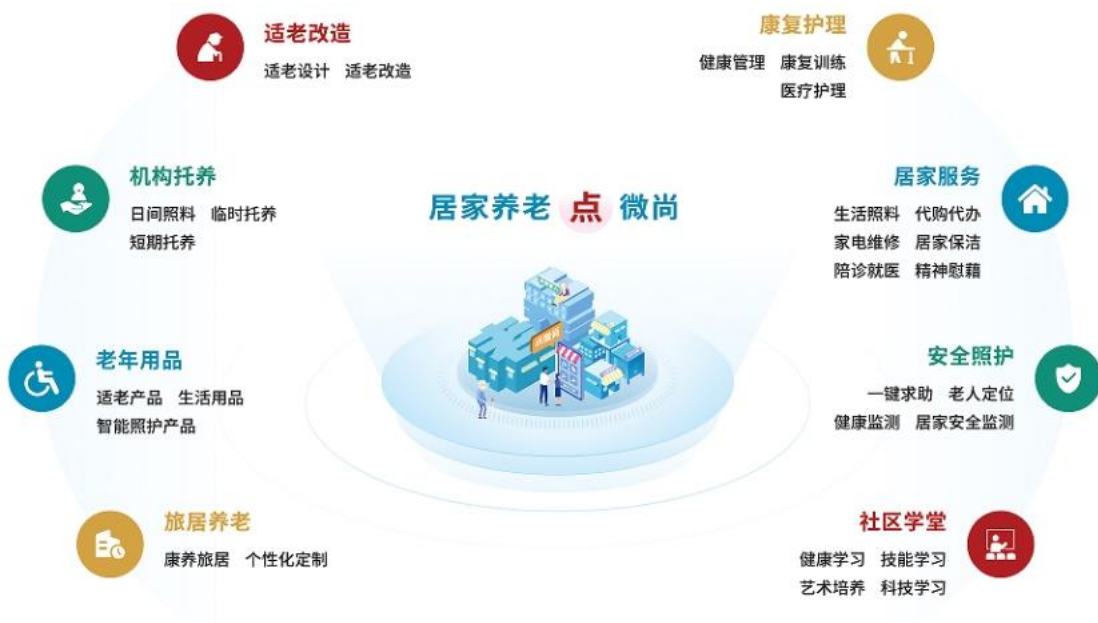 适老改造
适老设计 适老改造
机构托养
日间照料 临时托养
短期托养
老年用品
适老产品 生活用品
智能照护产品
旅居养老
康养旅居 个性化定制
居家养老 点 微尚
点微尚
康复护理
健康管理 康复训练
医疗护理
居家服务
生活照料 代购代办
家电维修 居家保洁
陪诊就医 精神慰藉
安全照护
一键求助 老人定位
健康监测 居家安全监测
社区学堂
健康学习 技能学习
艺术培养 科技学习